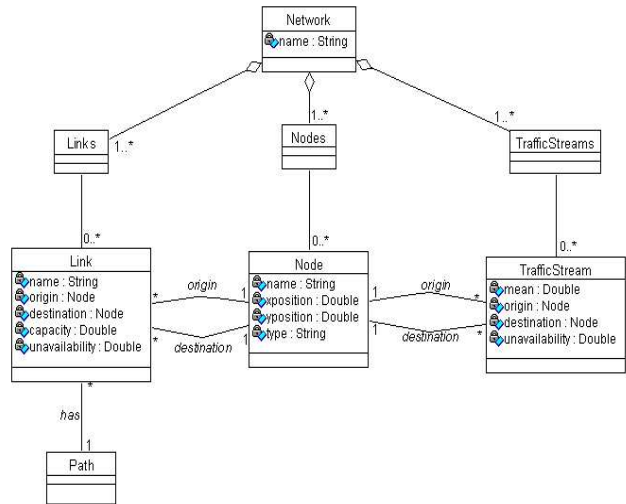 Network
name : String
1..*
1..*
1..*
Links
Nodes
TrafficStreams
0..*
0..*
0..*
Link
name : String
origin : Node
destination : Node
capacity : Double
unavailability : Double
* origin 1
* destination 1
Node
name : String
xposition : Double
yposition : Double
type : String
1 origin *
1 destination *
TrafficStream
mean : Double
origin : Node
destination : Node
unavailability : Double
*
has
1
Path